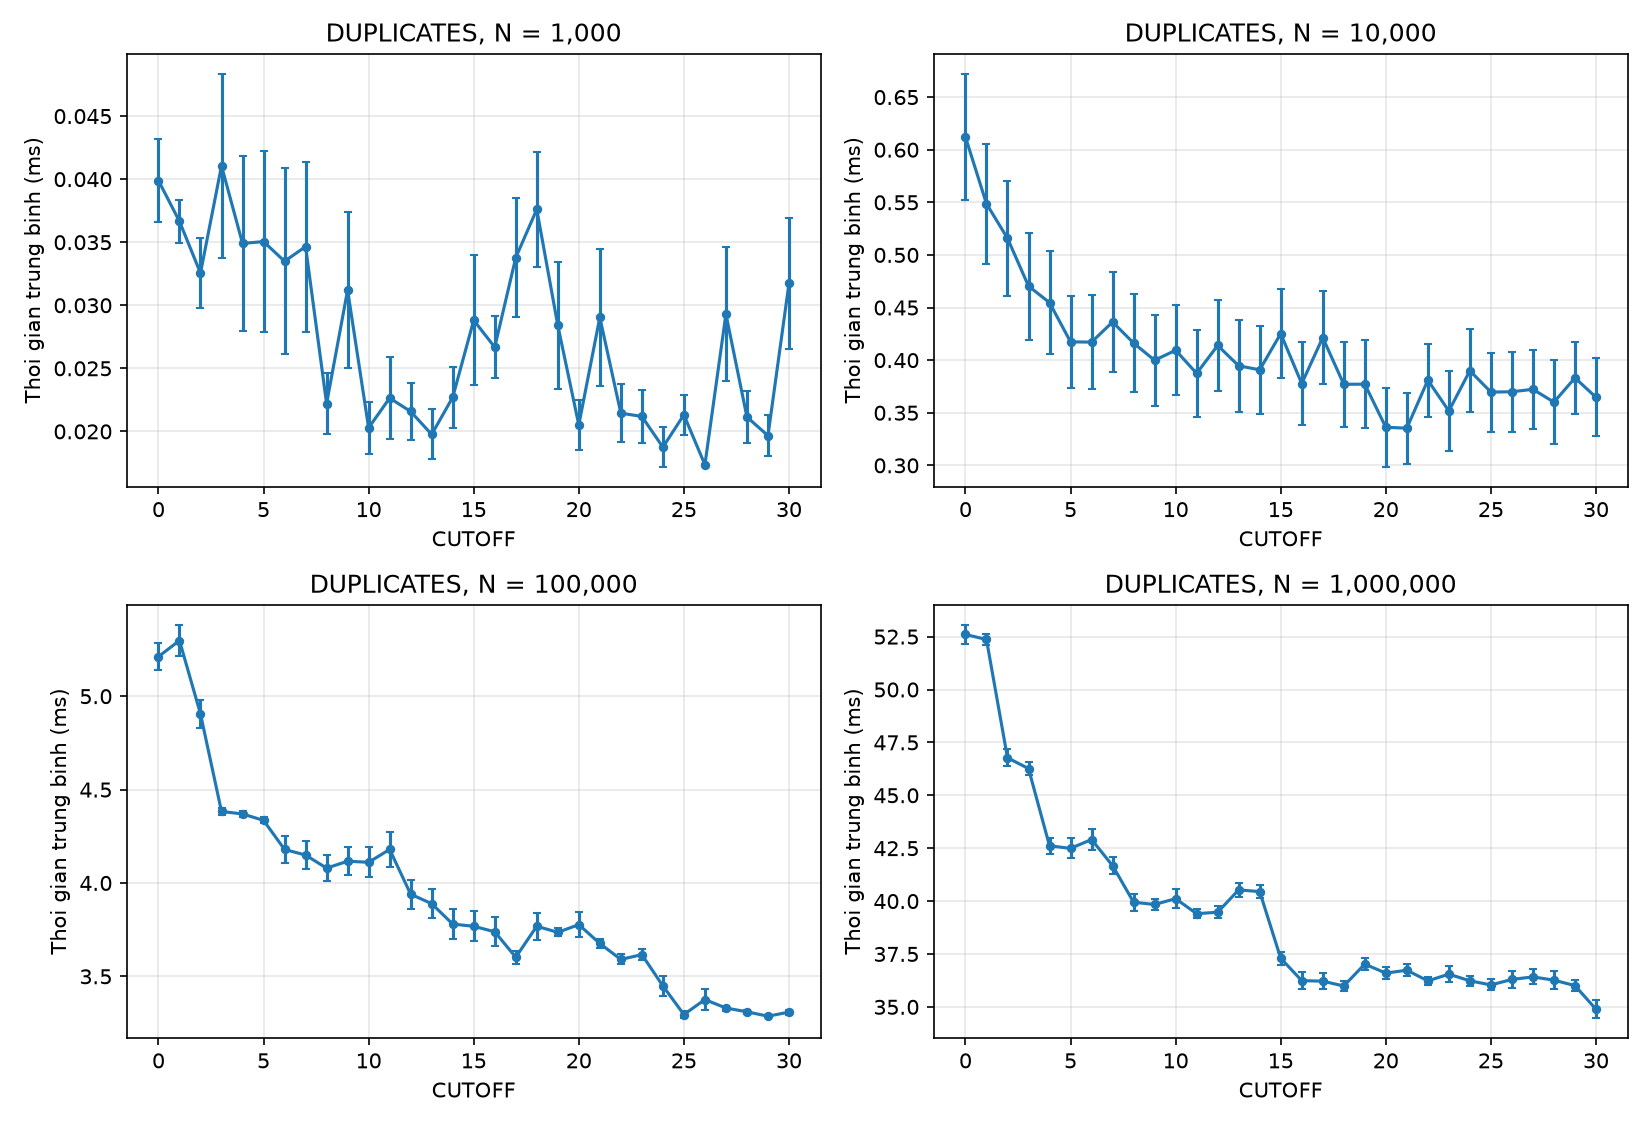 DUPLICATES, N = 1,000
Thoi gian trung binh (ms)
0.045
0.040
0.035
0.030
0.025
0.020
0 5 10 15 20 25 30
CUTOFF
DUPLICATES, N = 10,000
Thoi gian trung binh (ms)
0.65
0.60
0.55
0.50
0.45
0.40
0.35
0.30
0 5 10 15 20 25 30
CUTOFF
DUPLICATES, N = 100,000
Thoi gian trung binh (ms)
5.0
4.5
4.0
3.5
0 5 10 15 20 25 30
CUTOFF
DUPLICATES, N = 1,000,000
Thoi gian trung binh (ms)
52.5
50.0
47.5
45.0
42.5
40.0
37.5
35.0
0 5 10 15 20 25 30
CUTOFF